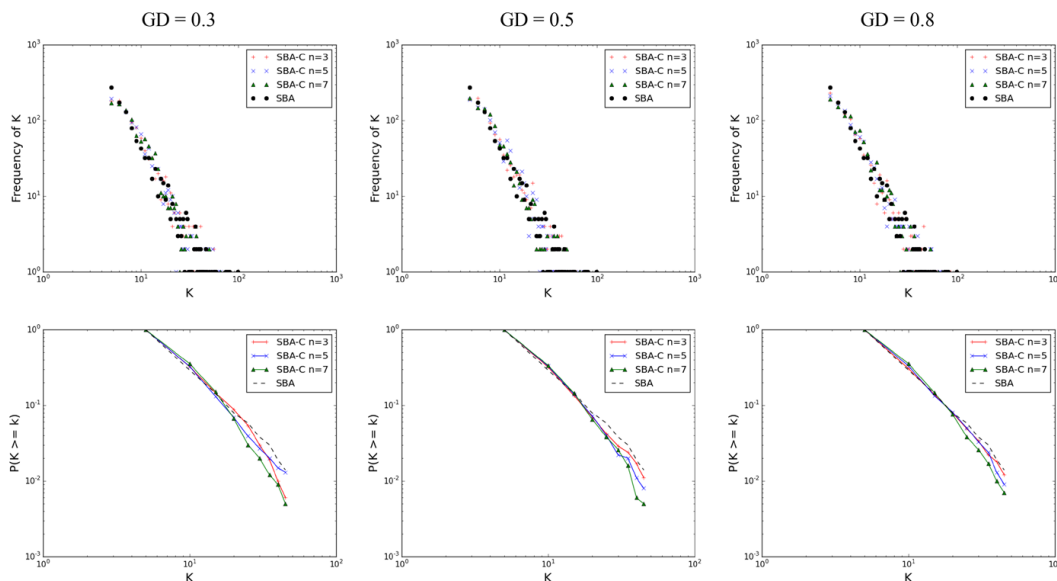 GD = 0.3
GD = 0.5
GD = 0.8
10³
10²
10¹
10⁰
10⁰
10¹
10²
10³
Frequency of K
K
SBA-C n=3
SBA-C n=5
SBA-C n=7
SBA
10³
10²
10¹
10⁰
10⁰
10¹
10²
10³
Frequency of K
K
SBA-C n=3
SBA-C n=5
SBA-C n=7
SBA
10³
10²
10¹
10⁰
10⁰
10¹
10²
10³
Frequency of K
K
SBA-C n=3
SBA-C n=5
SBA-C n=7
SBA
10⁰
10⁻¹
10⁻²
10⁻³
10⁰
10¹
10²
P(K >= k)
K
SBA-C n=3
SBA-C n=5
SBA-C n=7
SBA
10⁰
10⁻¹
10⁻²
10⁻³
10⁰
10¹
10²
P(K >= k)
K
SBA-C n=3
SBA-C n=5
SBA-C n=7
SBA
10⁰
10⁻¹
10⁻²
10⁻³
10⁰
10¹
10²
P(K >= k)
K
SBA-C n=3
SBA-C n=5
SBA-C n=7
SBA